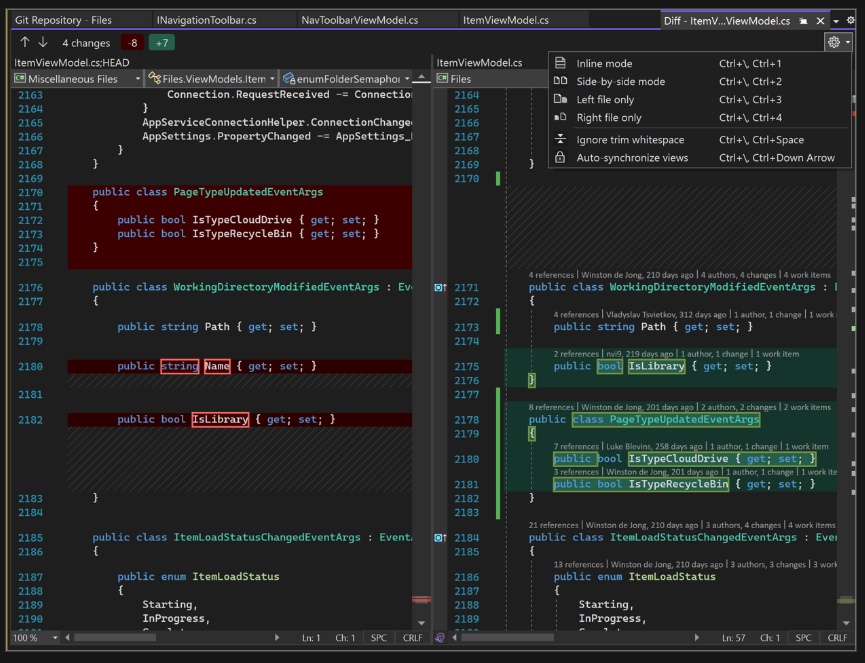 Git Repository - Files
INavigationToolbar.cs
NavToolbarViewModel.cs
ItemViewModel.cs
Diff - ItemV...ViewModel.cs
4 changes
-8
+7
ItemViewModel.cs;HEAD
Miscellaneous Files
Files.ViewModels.Item
enumFolderSemaphor
2163 Connection.RequestReceived -= Connection
2164 }
2165 AppServiceConnectionHelper.ConnectionChange
2166 AppSettings.PropertyChanged -= AppSettings_
2167 }
2168 }
2169
2170 public class PageTypeUpdatedEventArgs
2171 {
2172 public bool IsTypeCloudDrive { get; set; }
2173 public bool IsTypeRecycleBin { get; set; }
2174 }
2175
2176 public class WorkingDirectoryModifiedEventArgs : Ev
2177 {
2178 public string Path { get; set; }
2179
2180 public string Name { get; set; }
2181
2182 public bool IsLibrary { get; set; }
2183 }
2184
2185 public class ItemLoadStatusChangedEventArgs : Event
2186 {
2187 public enum ItemLoadStatus
2188 {
2189 Starting,
2190 InProgress,
100 %
Ln: 1
Ch: 1
SPC
CRLF
ItemViewModel.cs
Files
Inline mode Ctrl+\, Ctrl+1
Side-by-side mode Ctrl+\, Ctrl+2
Left file only Ctrl+\, Ctrl+3
Right file only Ctrl+\, Ctrl+4
Ignore trim whitespace Ctrl+\, Ctrl+Space
Auto-synchronize views Ctrl+\, Ctrl+Down Arrow
2164
2165
2166
2167
2168
2169 }
2170
4 references | Winston de Jong, 210 days ago | 4 authors, 4 changes | 4 work items
2171 public class WorkingDirectoryModifiedEventArgs : E
2172 {
4 references | Vladyslav Tsvietkov, 312 days ago | 1 author, 1 change | 1 work
2173 public string Path { get; set; }
2174
2 references | nvi9, 219 days ago | 1 author, 1 change | 1 work item
2175 public bool IsLibrary { get; set; }
2176 }
2177
8 references | Winston de Jong, 201 days ago | 2 authors, 2 changes | 2 work items
2178 public class PageTypeUpdatedEventArgs
2179 {
7 references | Luke Blevins, 258 days ago | 1 author, 1 change | 1 work item
2180 public bool IsTypeCloudDrive { get; set; }
3 references | Winston de Jong, 201 days ago | 1 author, 1 change | 1 work ite
2181 public bool IsTypeRecycleBin { get; set; }
2182 }
2183
21 references | Winston de Jong, 210 days ago | 3 authors, 4 changes | 4 work items
2184 public class ItemLoadStatusChangedEventArgs : Even
2185 {
13 references | Winston de Jong, 210 days ago | 3 authors, 3 changes | 3 work
2186 public enum ItemLoadStatus
2187 {
2188 Starting,
2189 InProgress,
Ln: 57
Ch: 1
SPC
CRLF